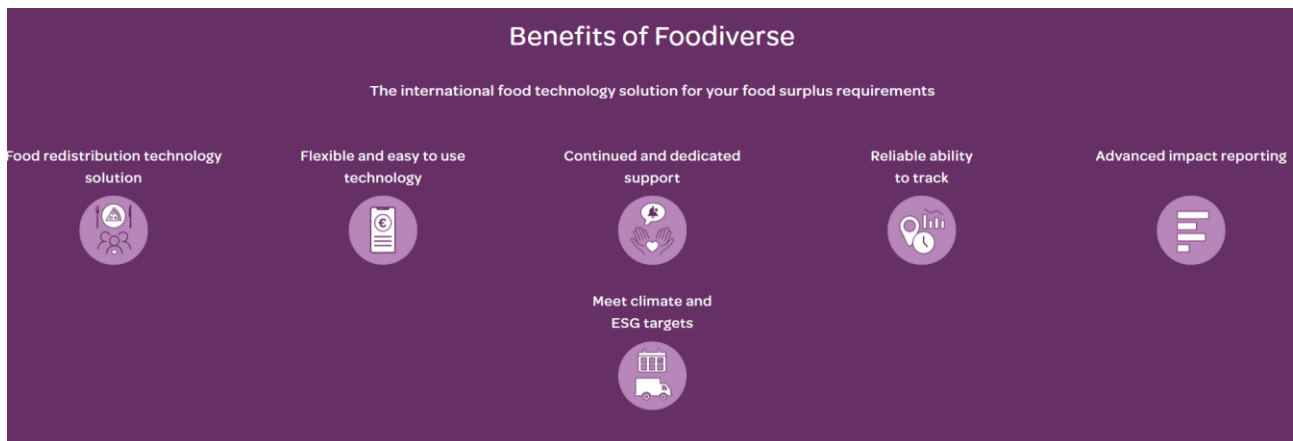 Benefits of Foodiverse
The international food technology solution for your food surplus requirements
Food redistribution technology
solution
Flexible and easy to use
technology
€
Continued and dedicated
support
Reliable ability
to track
Advanced impact reporting
Meet climate and
ESG targets